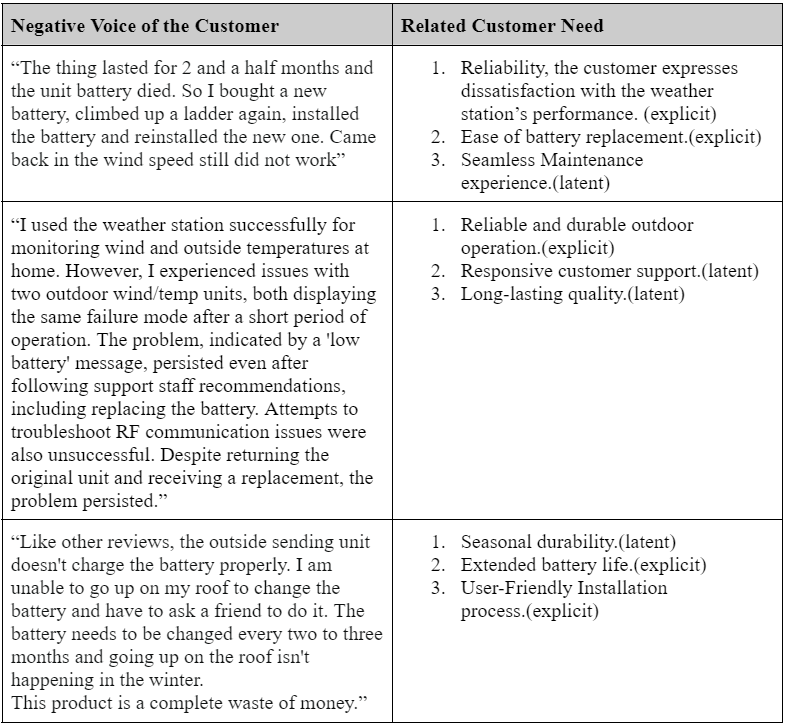 Negative Voice of the Customer
Related Customer Need
“The thing lasted for 2 and a half months and
the unit battery died. So I bought a new
battery, climbed up a ladder again, installed
the battery and reinstalled the new one. Came
back in the wind speed still did not work”
1. Reliability, the customer expresses
dissatisfaction with the weather
station’s performance. (explicit)
2. Ease of battery replacement.(explicit)
3. Seamless Maintenance
experience.(latent)
“I used the weather station successfully for
monitoring wind and outside temperatures at
home. However, I experienced issues with
two outdoor wind/temp units, both displaying
the same failure mode after a short period of
operation. The problem, indicated by a 'low
battery' message, persisted even after
following support staff recommendations,
including replacing the battery. Attempts to
troubleshoot RF communication issues were
also unsuccessful. Despite returning the
original unit and receiving a replacement, the
problem persisted.”
1. Reliable and durable outdoor
operation.(explicit)
2. Responsive customer support.(latent)
3. Long-lasting quality.(latent)
“Like other reviews, the outside sending unit
doesn't charge the battery properly. I am
unable to go up on my roof to change the
battery and have to ask a friend to do it. The
battery needs to be changed every two to three
months and going up on the roof isn't
happening in the winter.
This product is a complete waste of money.”
1. Seasonal durability.(latent)
2. Extended battery life.(explicit)
3. User-Friendly Installation
process.(explicit)